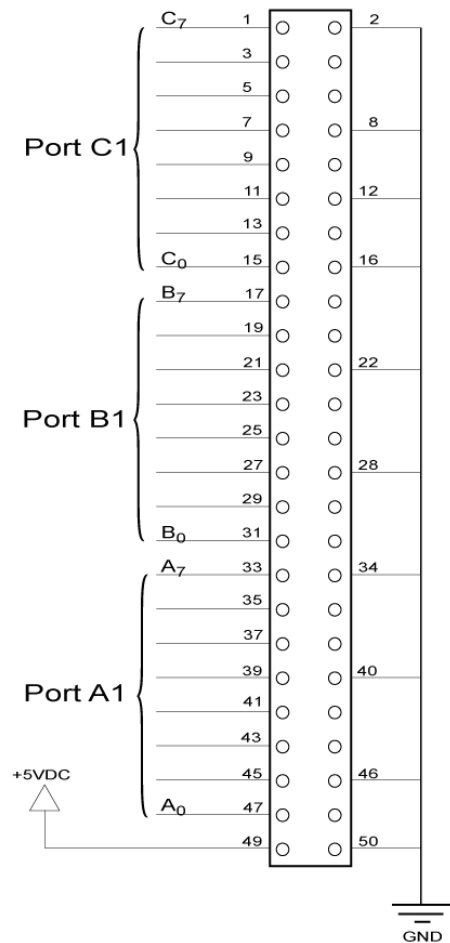 C7 1 2
3
5
7 8
Port C1
9
11 12
13
C0 15 16
B7 17
19
21 22
23
Port B1
25
27 28
29
B0 31
A7 33 34
35
37
39 40
Port A1
41
43
45 46
+5VDC
A0 47
49 50
GND